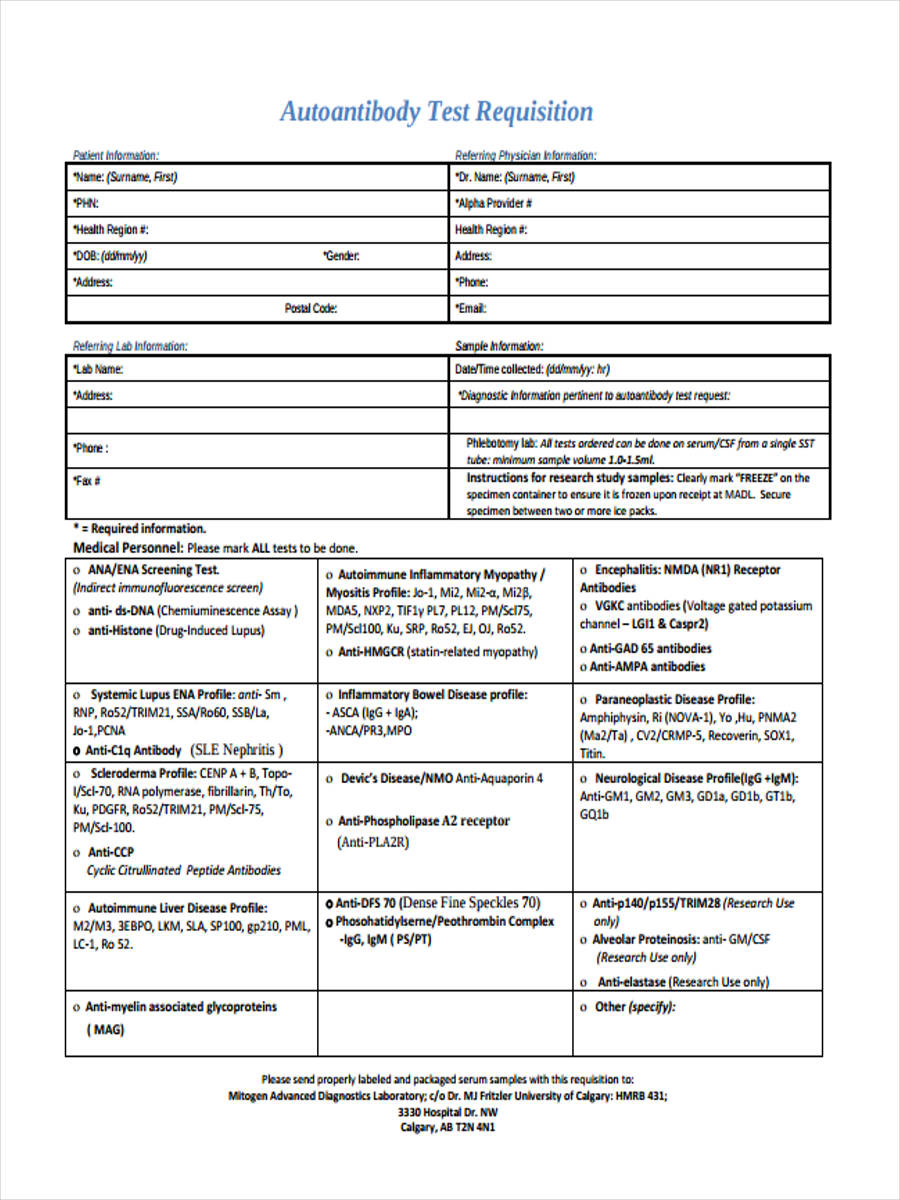 Autoantibody Test Requisition
Patient Information:
*Name: (Surname, First)
*PHN:
*Health Region #:
*DOB: (dd/mm/yy) *Gender:
*Address:
Postal Code:
Referring Physician Information:
*Dr. Name: (Surname, First)
*Alpha Provider #
Health Region #:
Address:
*Phone:
*Email:
Referring Lab Information:
*Lab Name:
*Address:
*Phone :
*Fax #
Sample Information:
Date/Time collected: (dd/mm/yy: hr)
*Diagnostic Information pertinent to autoantibody test request:
Phlebotomy lab: All tests ordered can be done on serum/CSF from a single SST
tube: minimum sample volume 1.0-1.5ml.
Instructions for research study samples: Clearly mark “FREEZE” on the
specimen container to ensure it is frozen upon receipt at MADL. Secure
specimen between two or more ice packs.
* = Required information.
Medical Personnel: Please mark ALL tests to be done.
o ANA/ENA Screening Test.
(Indirect immunofluorescence screen)
o anti- ds-DNA (Chemiuminescence Assay )
o anti-Histone (Drug-Induced Lupus)
o Autoimmune Inflammatory Myopathy /
Myositis Profile: Jo-1, Mi2, Mi2-α, Mi2β,
MDA5, NXP2, TIF1γ PL7, PL12, PM/Scl75,
PM/Scl100, Ku, SRP, Ro52, EJ, OJ, Ro52.
o Anti-HMGCR (statin-related myopathy)
o Encephalitis: NMDA (NR1) Receptor
Antibodies
o VGKC antibodies (Voltage gated potassium
channel – LGI1 & Caspr2)
o Anti-GAD 65 antibodies
o Anti-AMPA antibodies
o Systemic Lupus ENA Profile: anti- Sm ,
RNP, Ro52/TRIM21, SSA/Ro60, SSB/La,
Jo-1,PCNA
o Anti-C1q Antibody (SLE Nephritis )
o Inflammatory Bowel Disease profile:
- ASCA (IgG + IgA);
-ANCA/PR3,MPO
o Paraneoplastic Disease Profile:
Amphiphysin, Ri (NOVA-1), Yo ,Hu, PNMA2
(Ma2/Ta) , CV2/CRMP-5, Recoverin, SOX1,
Titin.
o Scleroderma Profile: CENP A + B, Topo-
I/Scl-70, RNA polymerase, fibrillarin, Th/To,
Ku, PDGFR, Ro52/TRIM21, PM/Scl-75,
PM/Scl-100.
o Anti-CCP
Cyclic Citrullinated Peptide Antibodies
o Devic’s Disease/NMO Anti-Aquaporin 4
o Anti-Phospholipase A2 receptor
(Anti-PLA2R)
o Neurological Disease Profile(IgG +IgM):
Anti-GM1, GM2, GM3, GD1a, GD1b, GT1b,
GQ1b
o Autoimmune Liver Disease Profile:
M2/M3, 3EBPO, LKM, SLA, SP100, gp210, PML,
LC-1, Ro 52.
o Anti-DFS 70 (Dense Fine Speckles 70)
o Phosohatidylserne/Peothrombin Complex
-IgG, IgM ( PS/PT)
o Anti-p140/p155/TRIM28 (Research Use
only)
o Alveolar Proteinosis: anti- GM/CSF
(Research Use only)
o Anti-elastase (Research Use only)
o Anti-myelin associated glycoproteins
( MAG)
o Other (specify):
Please send properly labeled and packaged serum samples with this requisition to:
Mitogen Advanced Diagnostics Laboratory; c/o Dr. MJ Fritzler University of Calgary: HMRB 431;
3330 Hospital Dr. NW
Calgary, AB T2N 4N1